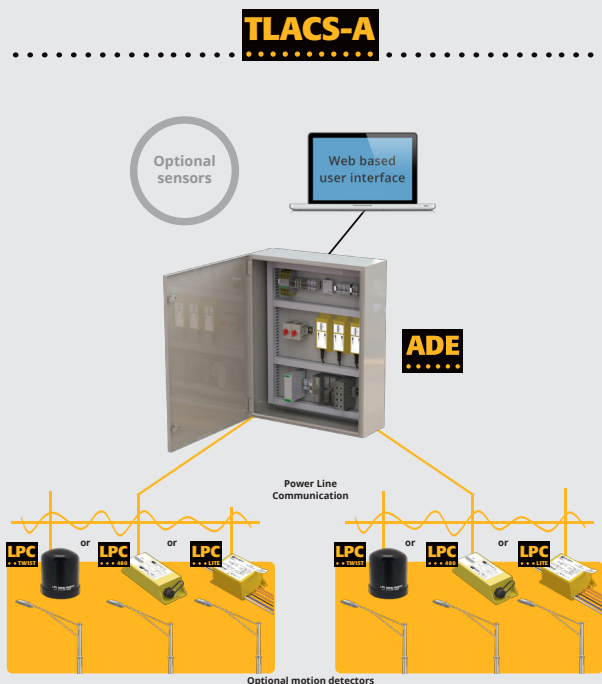 TLACS-A
Optional
sensors
Web based
user interface
ADE
Power Line
Communication
LPC
TWIST
or
LPC
480
or
LPC
LITE
LPC
TWIST
or
LPC
480
or
LPC
LITE
Optional motion detectors